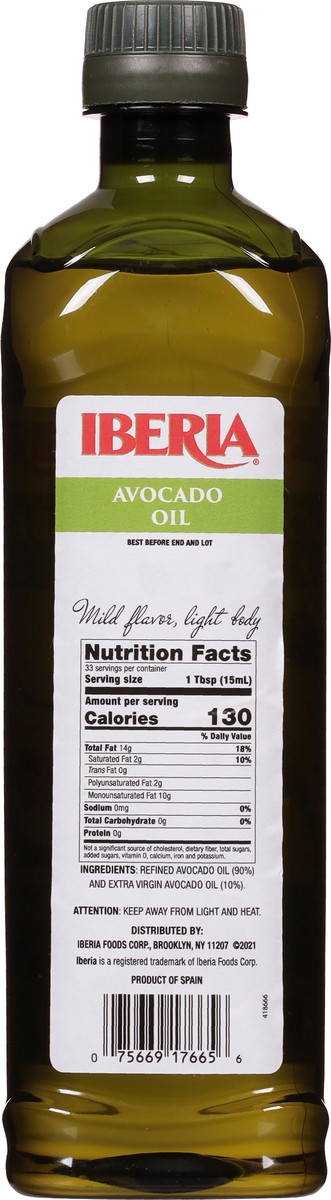 IBERIA®
AVOCADO
OIL
BEST BEFORE END AND LOT
Mild flavor, light body
Nutrition Facts
33 servings per container
Serving size 1 Tbsp (15mL)
Amount per serving
Calories 130
% Daily Value
Total Fat 14g 18%
Saturated Fat 2g 10%
Trans Fat 0g
Polyunsaturated Fat 2g
Monounsaturated Fat 10g
Sodium 0mg 0%
Total Carbohydrate 0g 0%
Protein 0g
Not a significant source of cholesterol, dietary fiber, total sugars,
added sugars, vitamin D, calcium, iron and potassium.
INGREDIENTS: REFINED AVOCADO OIL (90%)
AND EXTRA VIRGIN AVOCADO OIL (10%).
ATTENTION: KEEP AWAY FROM LIGHT AND HEAT.
DISTRIBUTED BY:
IBERIA FOODS CORP., BROOKLYN, NY 11207 ©2021
Iberia is a registered trademark of Iberia Foods Corp.
PRODUCT OF SPAIN
418666
0 75669 17665 6